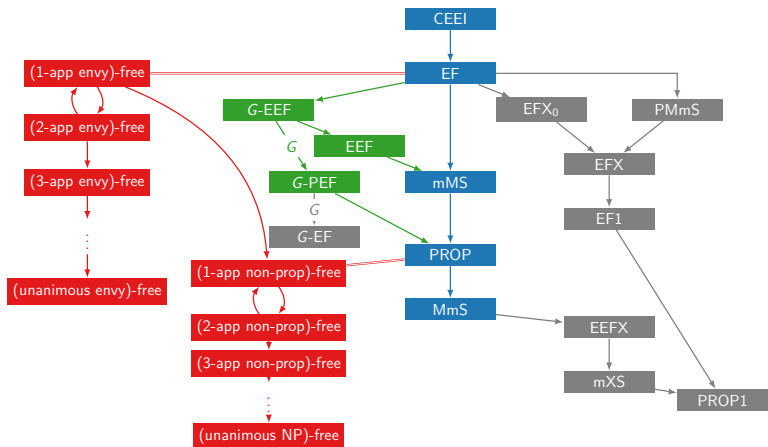 CEEI
(1-app envy)-free
EF
G-EEF
EFX₀
PMmS
(2-app envy)-free
G
EEF
EFX
(3-app envy)-free
G-PEF
mMS
G
EF1
⋮
G-EF
(1-app non-prop)-free
PROP
(unanimous envy)-free
MmS
(2-app non-prop)-free
EEFX
(3-app non-prop)-free
mXS
⋮
PROP1
(unanimous NP)-free